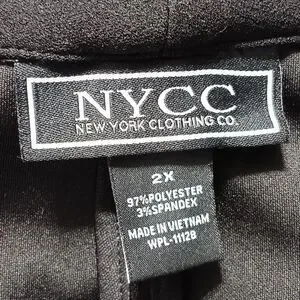 NYCC
NEW YORK CLOTHING CO.
2X
97%POLYESTER
3%SPANDEX
MADE IN VIETNAM
WPL-1112B